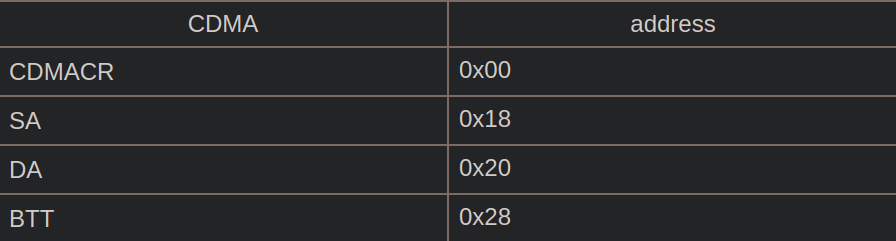 CDMA address
CDMACR 0x00
SA 0x18
DA 0x20
BTT 0x28